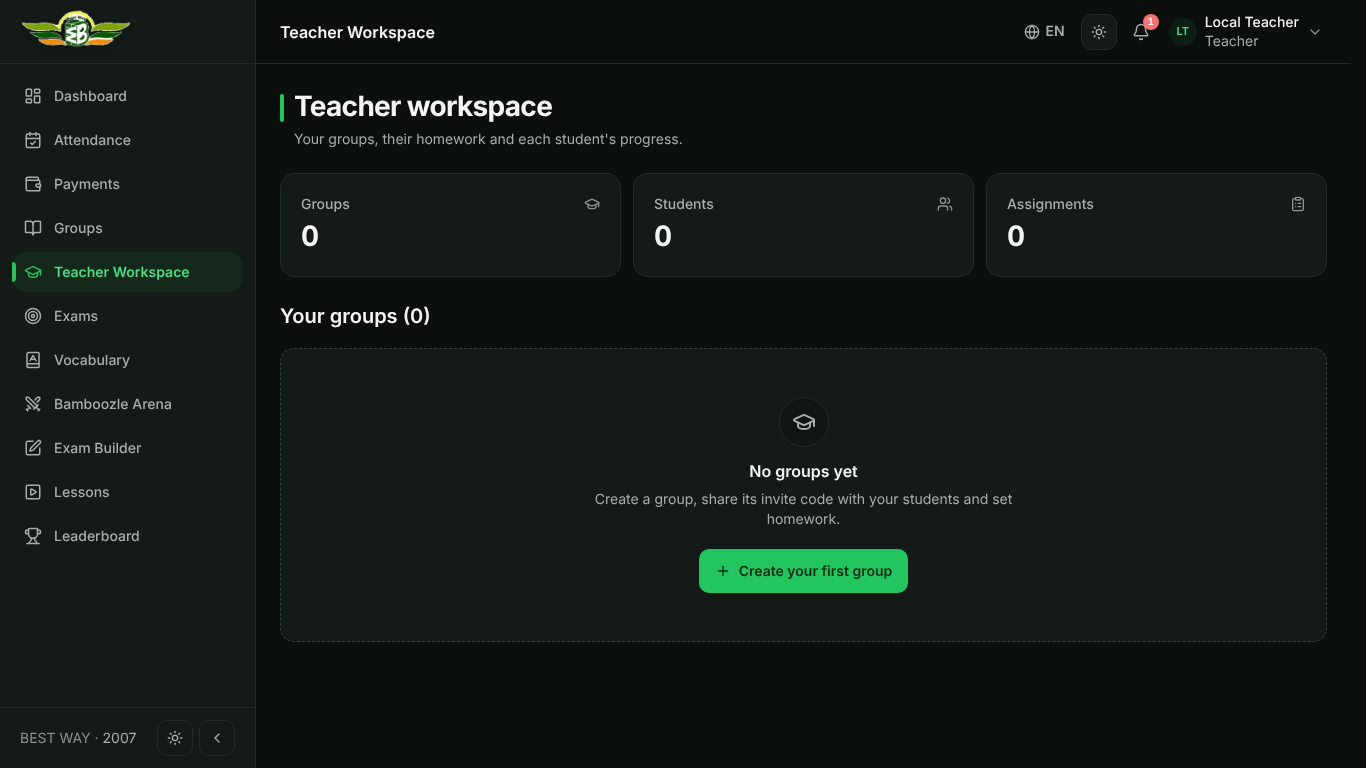 Teacher Workspace
EN
1
LT
Local Teacher
Teacher
Dashboard
Attendance
Payments
Groups
Teacher Workspace
Exams
Vocabulary
Bamboozle Arena
Exam Builder
Lessons
Leaderboard
BEST WAY · 2007
Teacher workspace
Your groups, their homework and each student's progress.
Groups
0
Students
0
Assignments
0
Your groups (0)
No groups yet
Create a group, share its invite code with your students and set
homework.
Create your first group